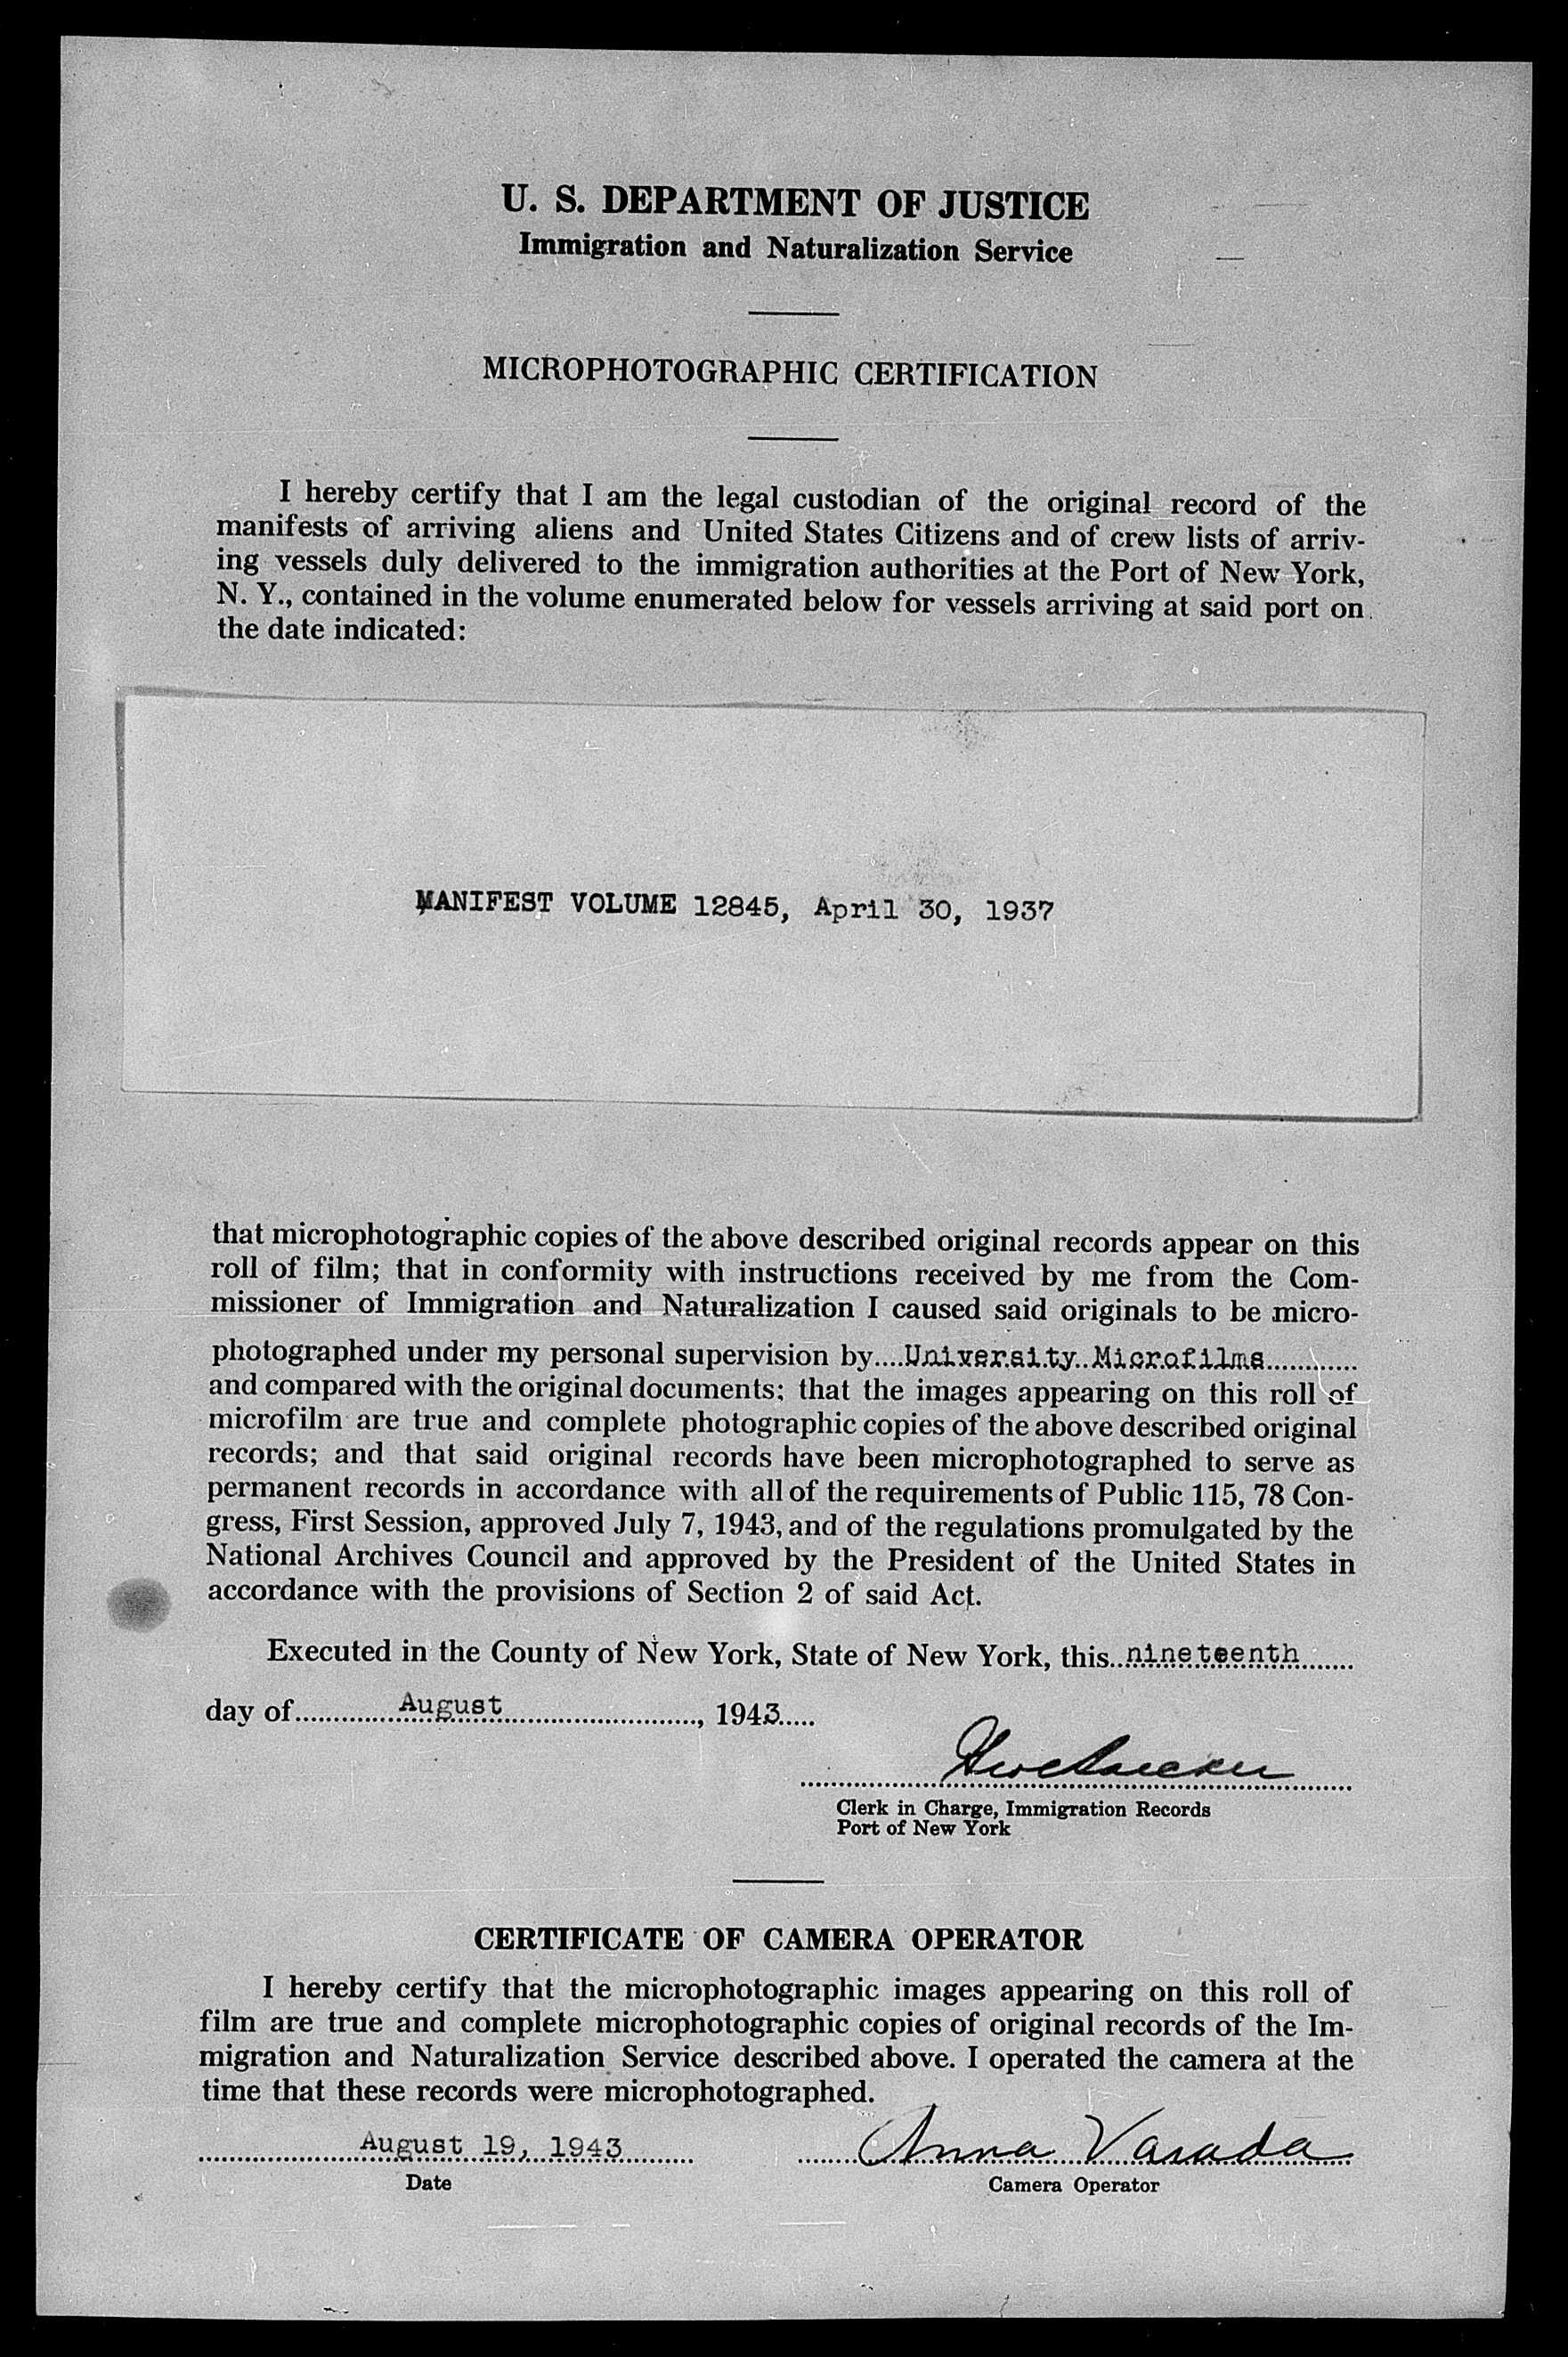 U. S. DEPARTMENT OF JUSTICE
Immigration and Naturalization Service
MICROPHOTOGRAPHIC CERTIFICATION
I hereby certify that I am the legal custodian of the original record of the
manifests of arriving aliens and United States Citizens and of crew lists of arriv-
ing vessels duly delivered to the immigration authorities at the Port of New York,
N. Y., contained in the volume enumerated below for vessels arriving at said port on
the date indicated:
MANIFEST VOLUME 12845, April 30, 1937
that microphotographic copies of the above described original records appear on this
roll of film; that in conformity with instructions received by me from the Com-
missioner of Immigration and Naturalization I caused said originals to be micro-
photographed under my personal supervision by....University Microfilms............
and compared with the original documents; that the images appearing on this roll of
microfilm are true and complete photographic copies of the above described original
records; and that said original records have been microphotographed to serve as
permanent records in accordance with all of the requirements of Public 115, 78 Con-
gress, First Session, approved July 7, 1943, and of the regulations promulgated by the
National Archives Council and approved by the President of the United States in
accordance with the provisions of Section 2 of said Act.
Executed in the County of New York, State of New York, this..nineteenth.......
day of..............August.........................., 1943.....
Clerk in Charge, Immigration Records
Port of New York
CERTIFICATE OF CAMERA OPERATOR
I hereby certify that the microphotographic images appearing on this roll of
film are true and complete microphotographic copies of original records of the Im-
migration and Naturalization Service described above. I operated the camera at the
time that these records were microphotographed.
August 19, 1943 Anna Varada
Date Camera Operator